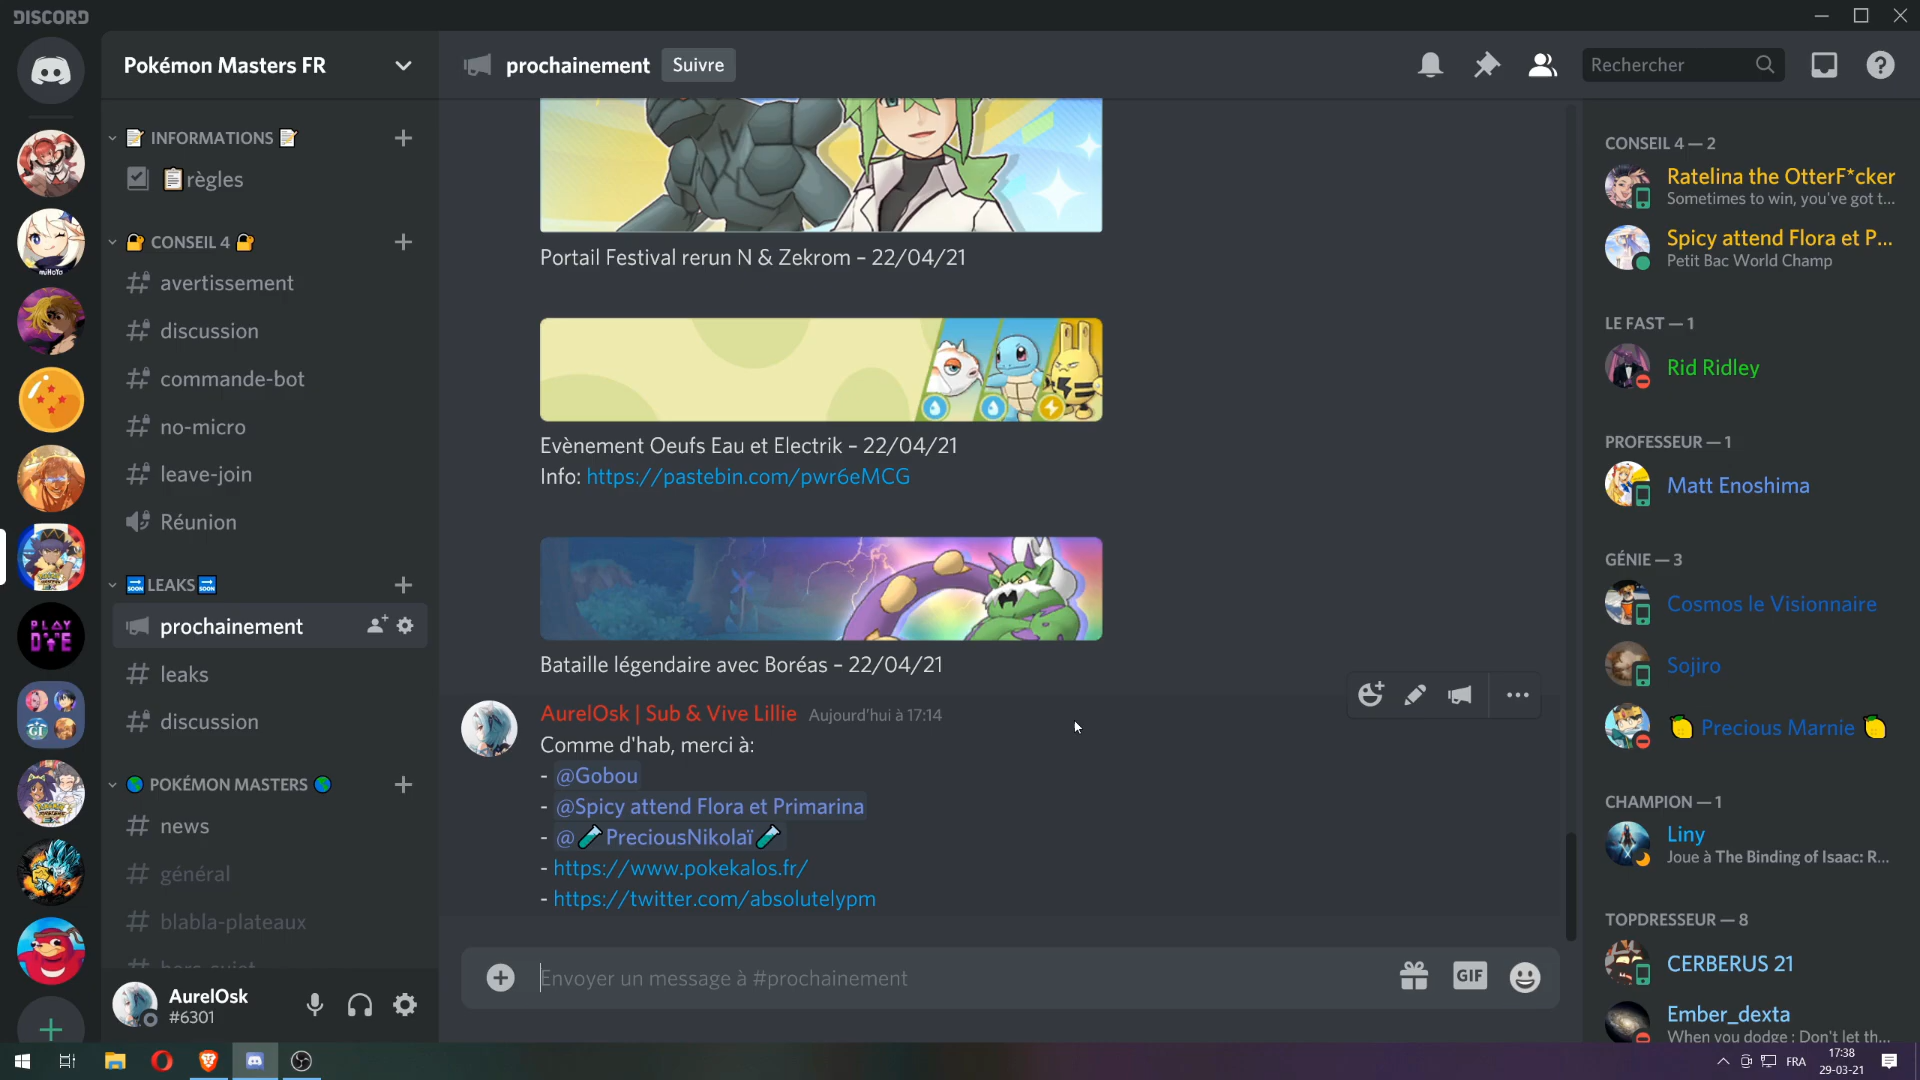 DISCORD
Pokémon Masters FR
prochainement
Suivre
Rechercher
INFORMATIONS
règles
CONSEIL 4
avertissement
discussion
commande-bot
no-micro
leave-join
Réunion
SOON LEAKS SOON
prochainement
leaks
discussion
POKÉMON MASTERS
news
général
blabla-plateaux
AurelOsk
#6301
PLAY
miHoYo
GI
Portail Festival rerun N & Zekrom – 22/04/21
Evènement Oeufs Eau et Electrik – 22/04/21
Info: https://pastebin.com/pwr6eMCG
Bataille légendaire avec Boréas – 22/04/21
AurelOsk | Sub & Vive Lillie Aujourd'hui à 17:14
Comme d'hab, merci à:
- @Gobou
- @Spicy attend Flora et Primarina
- @🧪PreciousNikolaï🧪
- https://www.pokekalos.fr/
- https://twitter.com/absolutelypm
Envoyer un message à #prochainement
GIF
CONSEIL 4 — 2
Ratelina the OtterF*cker
Sometimes to win, you've got t...
Spicy attend Flora et P...
Petit Bac World Champ
LE FAST — 1
Rid Ridley
PROFESSEUR — 1
Matt Enoshima
GÉNIE — 3
Cosmos le Visionnaire
Sojiro
🍋 Precious Marnie 🍋
CHAMPION — 1
Liny
Joue à The Binding of Isaac: R...
TOPDRESSEUR — 8
CERBERUS 21
Ember_dexta
When you dodge : Don't let th...
FRA
17:38
29-03-21